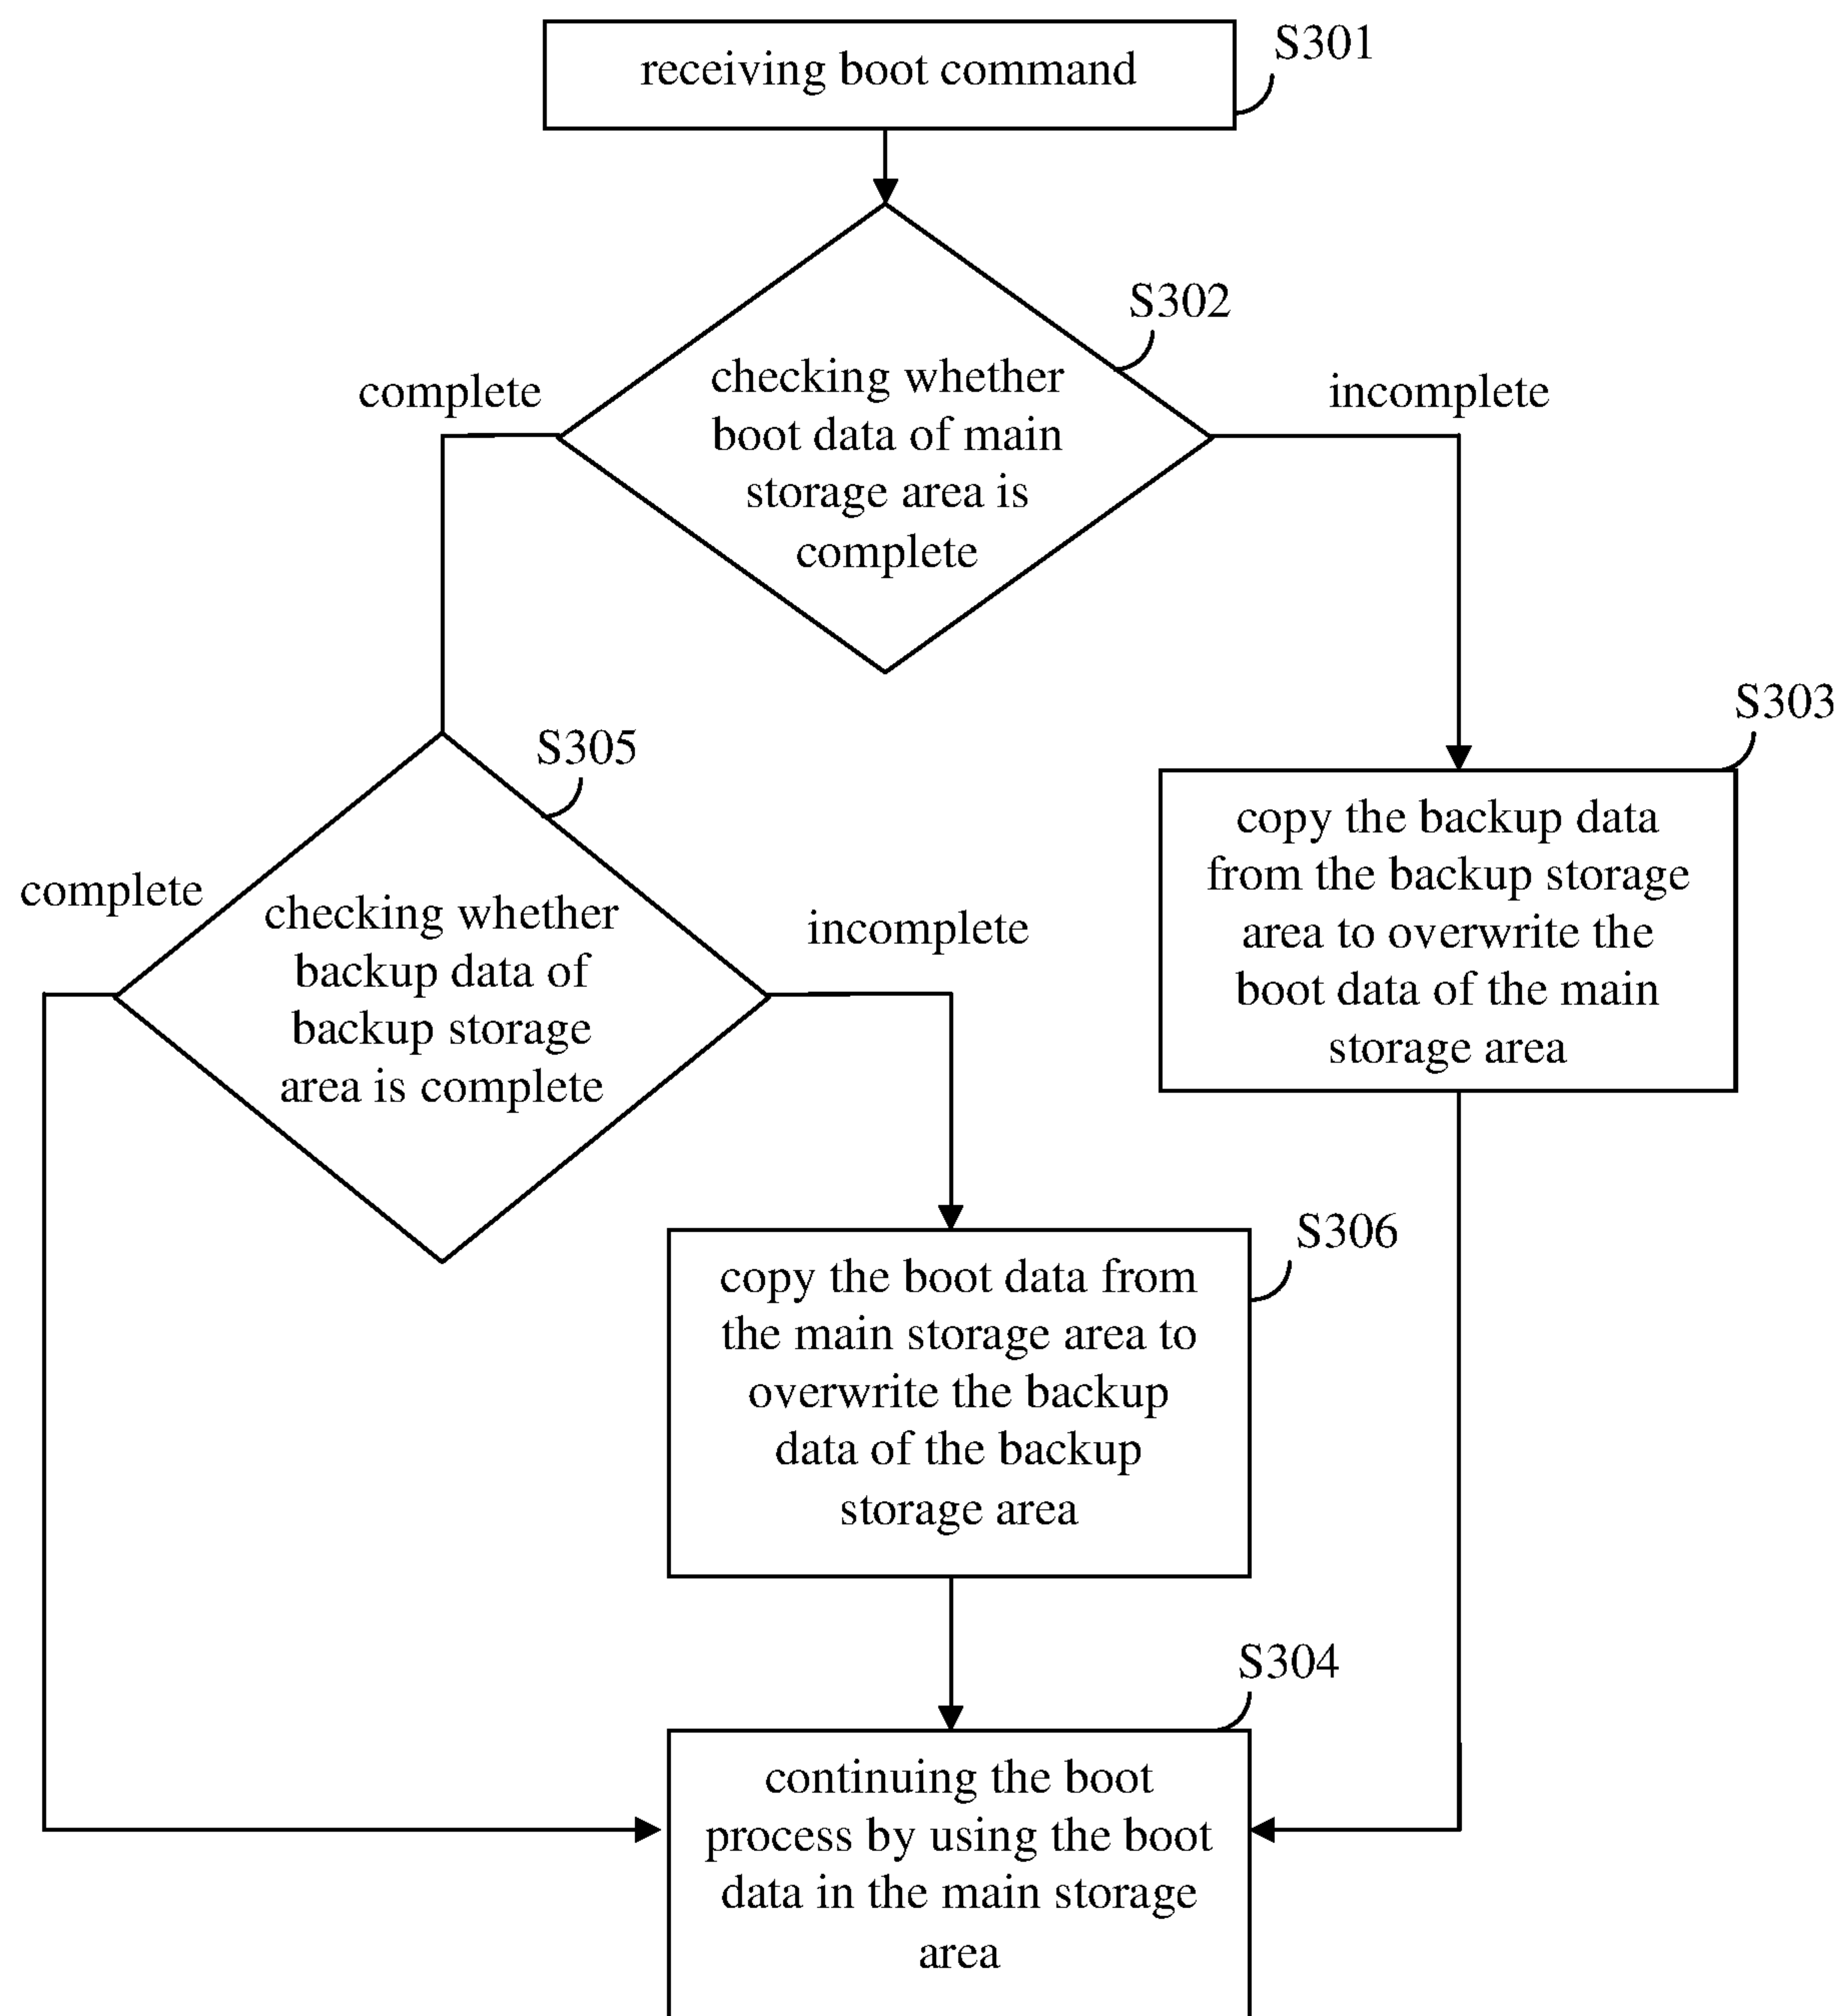 receiving boot command
S301
S302
checking whether
boot data of main
storage area is
complete
complete
incomplete
S303
copy the backup data
from the backup storage
area to overwrite the
boot data of the main
storage area
S305
checking whether
backup data of
backup storage
area is complete
complete
incomplete
S306
copy the boot data from
the main storage area to
overwrite the backup
data of the backup
storage area
S304
continuing the boot
process by using the boot
data in the main storage
area